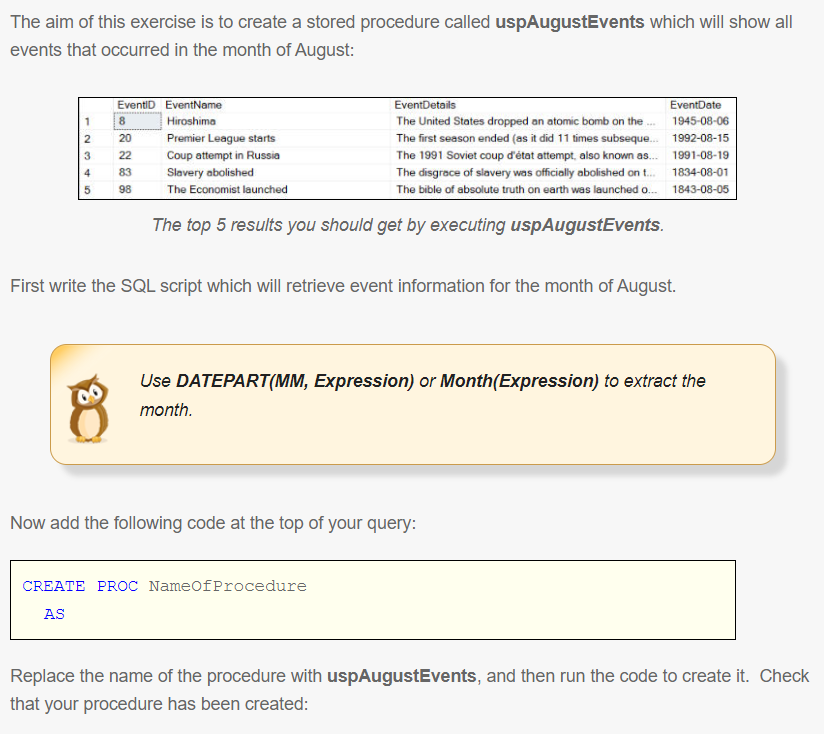 The aim of this exercise is to create a stored procedure called uspAugustEvents which will show all
events that occurred in the month of August:
EventID EventName EventDetails EventDate
1 8 Hiroshima The United States dropped an atomic bomb on the ... 1945-08-06
2 20 Premier League starts The first season ended (as it did 11 times subseque... 1992-08-15
3 22 Coup attempt in Russia The 1991 Soviet coup d'état attempt, also known as... 1991-08-19
4 83 Slavery abolished The disgrace of slavery was officially abolished on t... 1834-08-01
5 98 The Economist launched The bible of absolute truth on earth was launched o... 1843-08-05
The top 5 results you should get by executing uspAugustEvents.
First write the SQL script which will retrieve event information for the month of August.
Use DATEPART(MM, Expression) or Month(Expression) to extract the
month.
Now add the following code at the top of your query:
CREATE PROC NameOfProcedure
AS
Replace the name of the procedure with uspAugustEvents, and then run the code to create it. Check
that your procedure has been created: